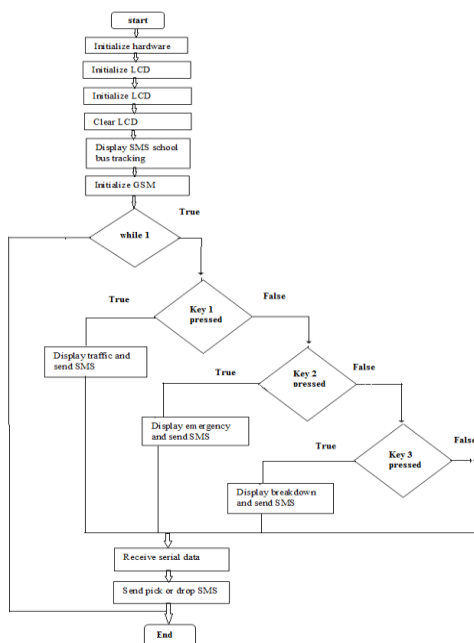 start
Initialize hardware
Initialize LCD
Initialize LCD
Clear LCD
Display SMS school
bus tracking
Initialize GSM
True
while 1
True
False
Key 1
pressed
Display traffic and
send SMS
True
False
Key 2
pressed
Display emergency
and send SMS
True
False
Key 3
pressed
Display breakdown
and send SMS
Receive serial data
Send pick or drop SMS
End